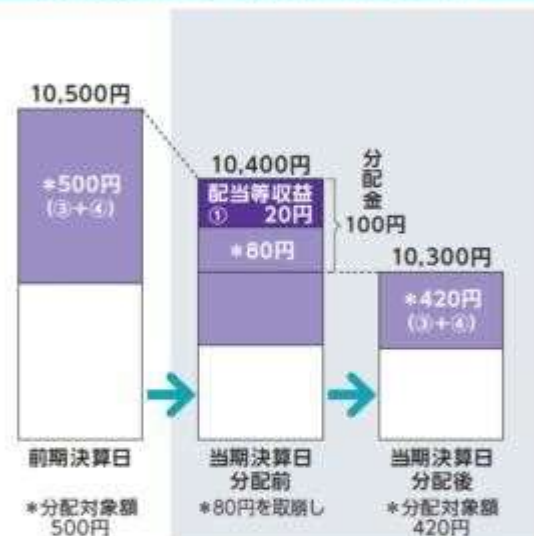 10,500円
*500円
(③+④)
前期決算日
*分配対象額
500円
10,400円
配当等収益
① 20円
*80円
分配金
100円
当期決算日
分配前
*80円を取崩し
10,300円
*420円
(③+④)
当期決算日
分配後
*分配対象額
420円